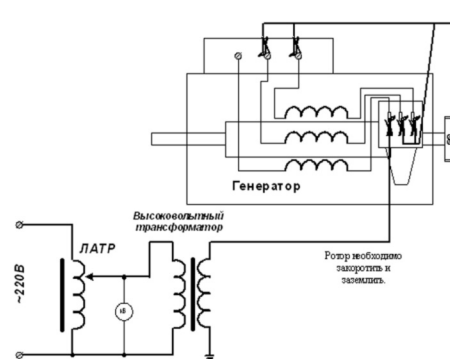 Генератор
Высоковольтный
трансформатор
ЛАТР
~220В
кВ
Ротор необходимо
закоротить и
заземлить.